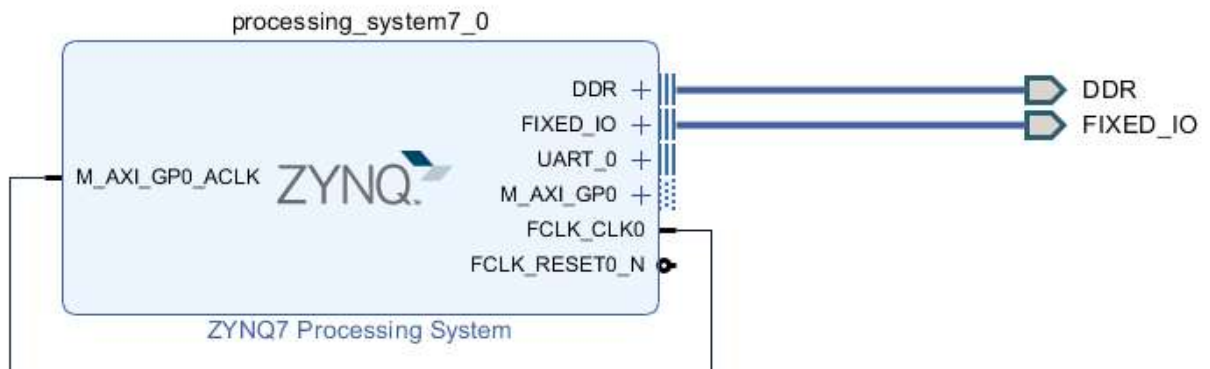 processing_system7_0
DDR
FIXED_IO
UART_0
M_AXI_GP0
FCLK_CLK0
FCLK_RESET0_N
M_AXI_GP0_ACLK
ZYNQ.
ZYNQ7 Processing System
DDR
FIXED_IO